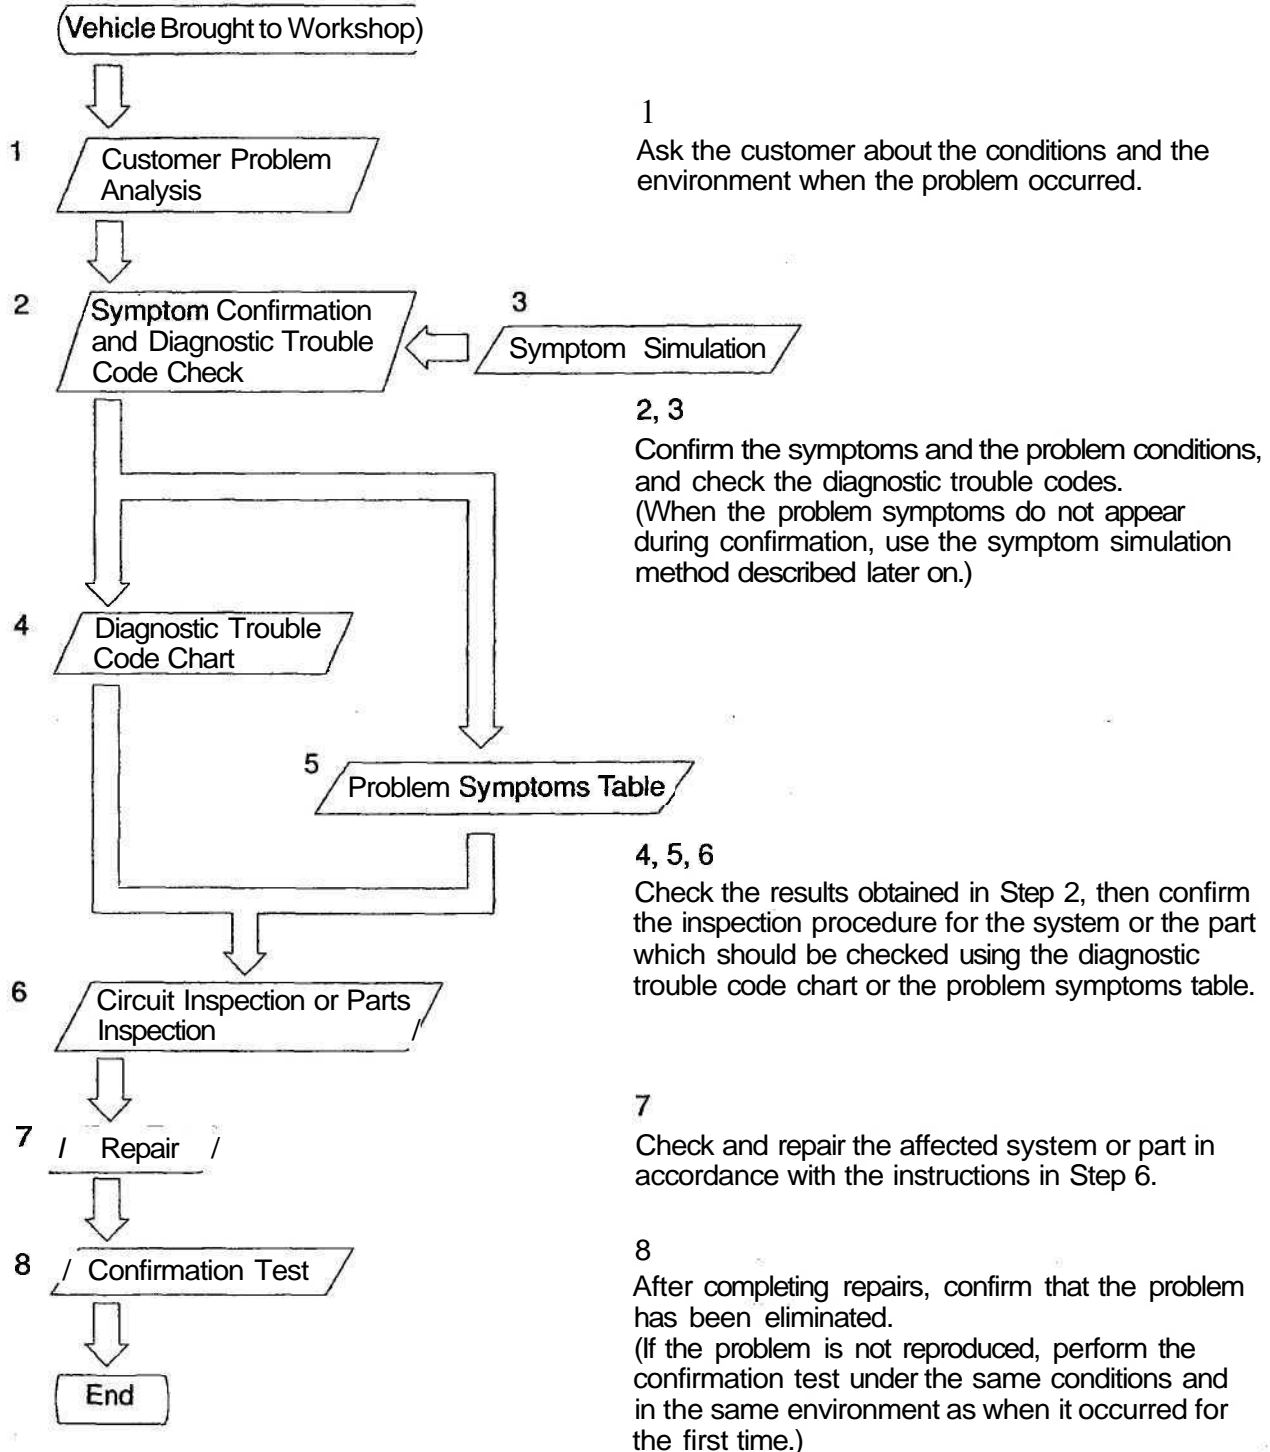 Vehicle Brought to Workshop)
1
Customer Problem
Analysis
1
Ask the customer about the conditions and the
environment when the problem occurred.
2
Symptom Confirmation
and Diagnostic Trouble
Code Check
3
Symptom Simulation
2, 3
Confirm the symptoms and the problem conditions,
and check the diagnostic trouble codes.
(When the problem symptoms do not appear
during confirmation, use the symptom simulation
method described later on.)
4
Diagnostic Trouble
Code Chart
5
Problem Symptoms Table
4, 5, 6
Check the results obtained in Step 2, then confirm
the inspection procedure for the system or the part
which should be checked using the diagnostic
trouble code chart or the problem symptoms table.
6
Circuit Inspection or Parts
Inspection
7
Repair
7
Check and repair the affected system or part in
accordance with the instructions in Step 6.
8
Confirmation Test
8
After completing repairs, confirm that the problem
has been eliminated.
(If the problem is not reproduced, perform the
confirmation test under the same conditions and
in the same environment as when it occurred for
the first time.)
End